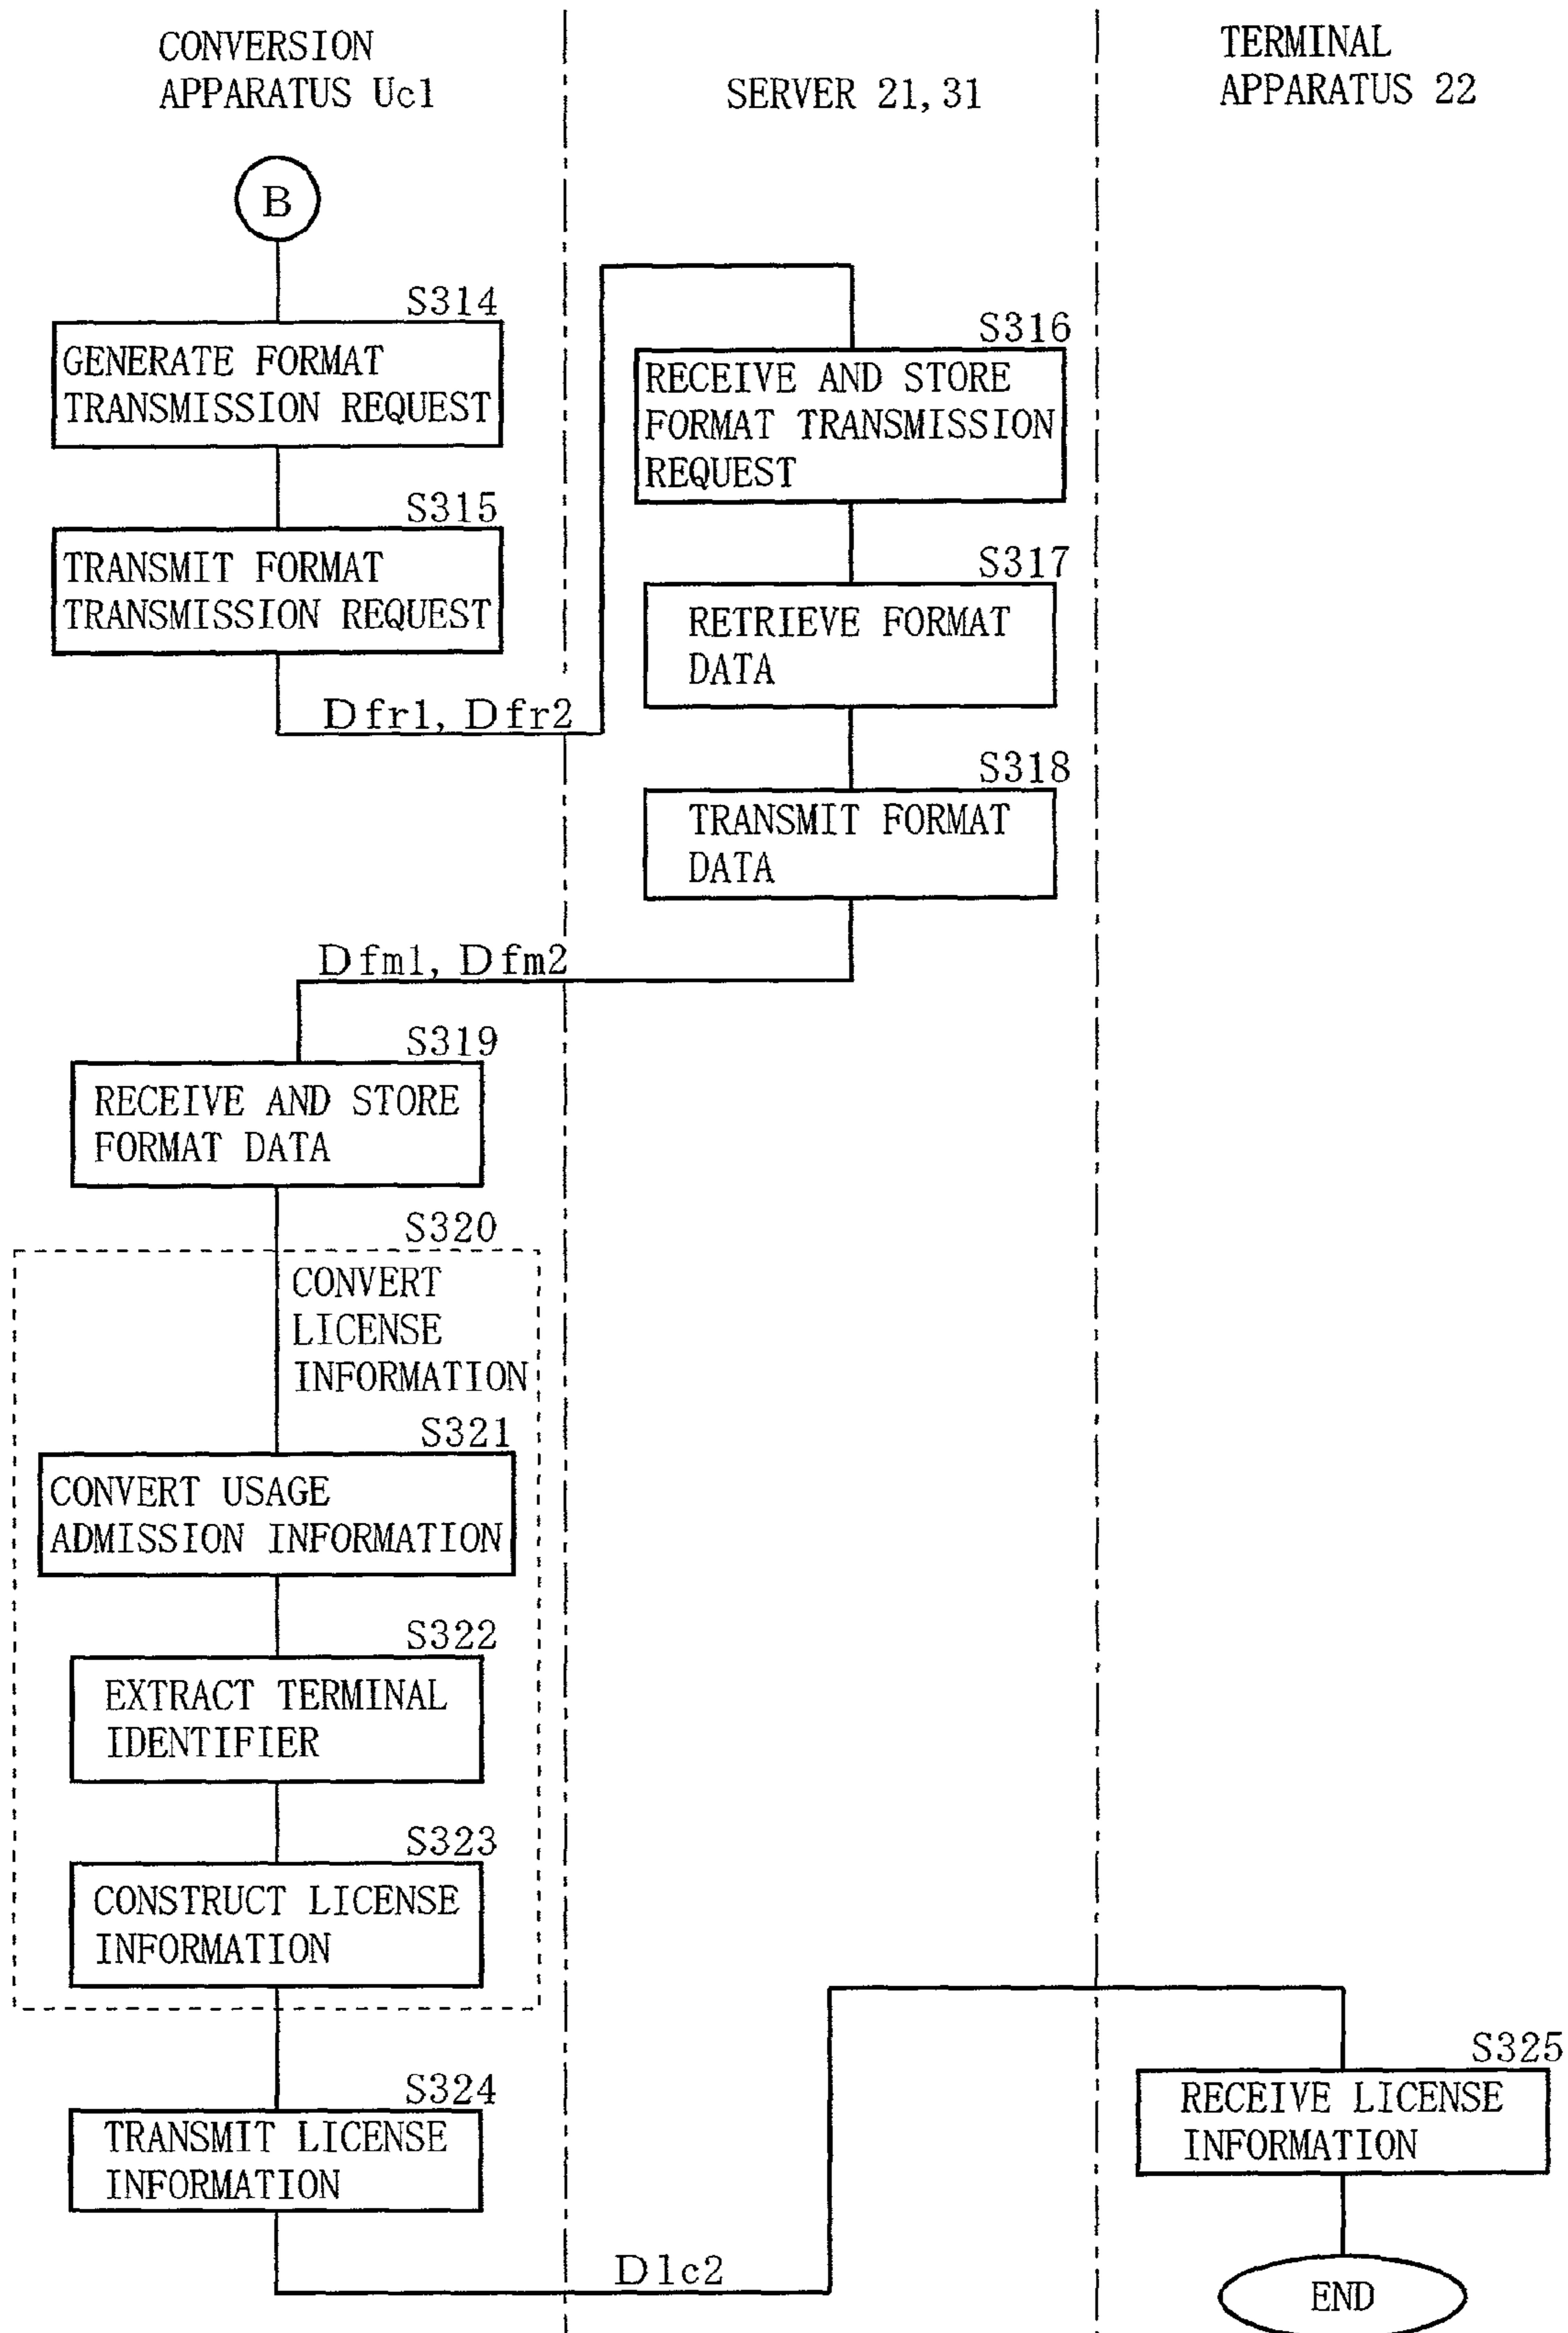 CONVERSION
APPARATUS Uc1
SERVER 21, 31
TERMINAL
APPARATUS 22
B
S314
GENERATE FORMAT
TRANSMISSION REQUEST
S315
TRANSMIT FORMAT
TRANSMISSION REQUEST
Dfr1, Dfr2
S316
RECEIVE AND STORE
FORMAT TRANSMISSION
REQUEST
S317
RETRIEVE FORMAT
DATA
S318
TRANSMIT FORMAT
DATA
Dfm1, Dfm2
S319
RECEIVE AND STORE
FORMAT DATA
S320
CONVERT
LICENSE
INFORMATION
S321
CONVERT USAGE
ADMISSION INFORMATION
S322
EXTRACT TERMINAL
IDENTIFIER
S323
CONSTRUCT LICENSE
INFORMATION
S324
TRANSMIT LICENSE
INFORMATION
Dlc2
S325
RECEIVE LICENSE
INFORMATION
END